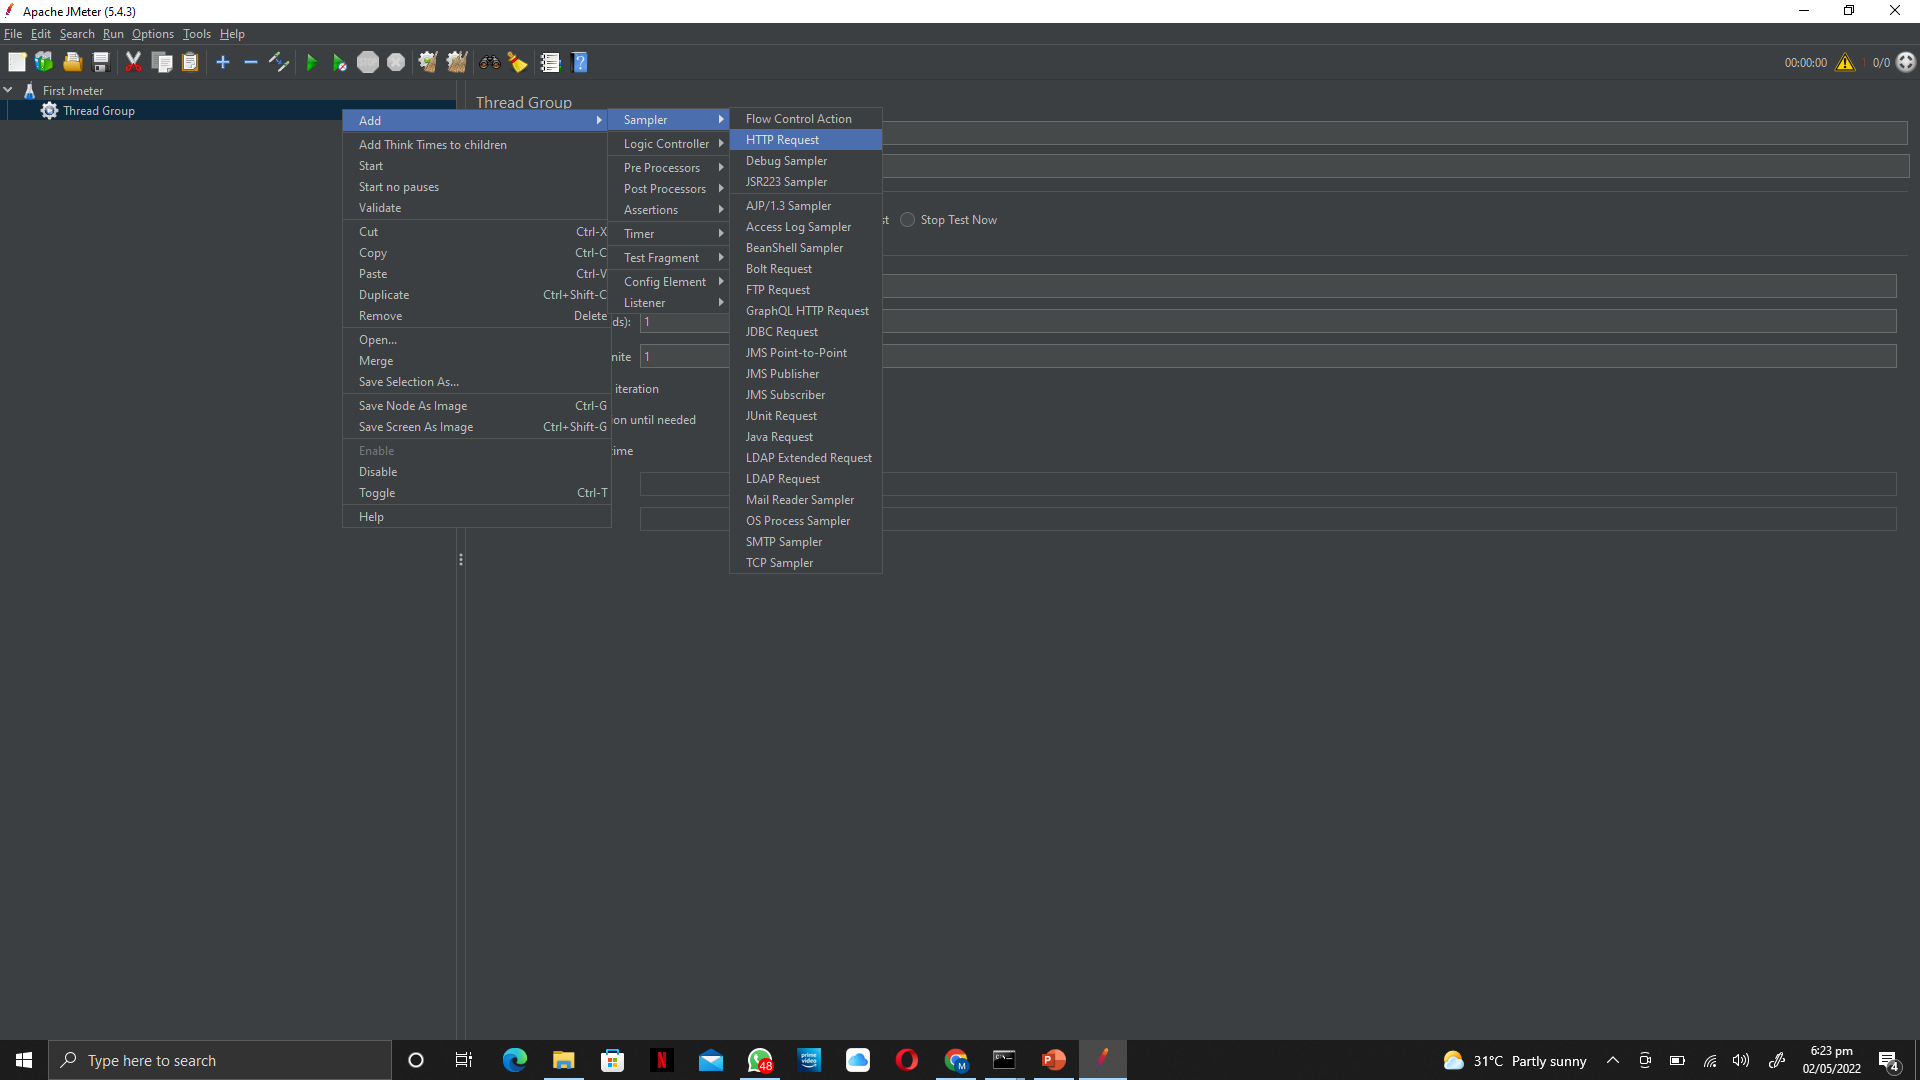 Apache JMeter (5.4.3)
File Edit Search Run Options Tools Help
00:00:00 0/0
First Jmeter
Thread Group
Thread Group
Add
Add Think Times to children
Start
Start no pauses
Validate
Cut Ctrl-X
Copy Ctrl-C
Paste Ctrl-V
Duplicate Ctrl+Shift-C
Remove Delete
Open...
Merge
Save Selection As...
Save Node As Image Ctrl-G
Save Screen As Image Ctrl+Shift-G
Enable
Disable
Toggle Ctrl-T
Help
Sampler
Logic Controller
Pre Processors
Post Processors
Assertions
Timer
Test Fragment
Config Element
Listener
Flow Control Action
HTTP Request
Debug Sampler
JSR223 Sampler
AJP/1.3 Sampler
Access Log Sampler
BeanShell Sampler
Bolt Request
FTP Request
GraphQL HTTP Request
JDBC Request
JMS Point-to-Point
JMS Publisher
JMS Subscriber
JUnit Request
Java Request
LDAP Extended Request
LDAP Request
Mail Reader Sampler
OS Process Sampler
SMTP Sampler
TCP Sampler
st Stop Test Now
ds): 1
nite 1
iteration
on until needed
ime
Type here to search
48
prime video
31°C Partly sunny
6:23 pm
02/05/2022
4